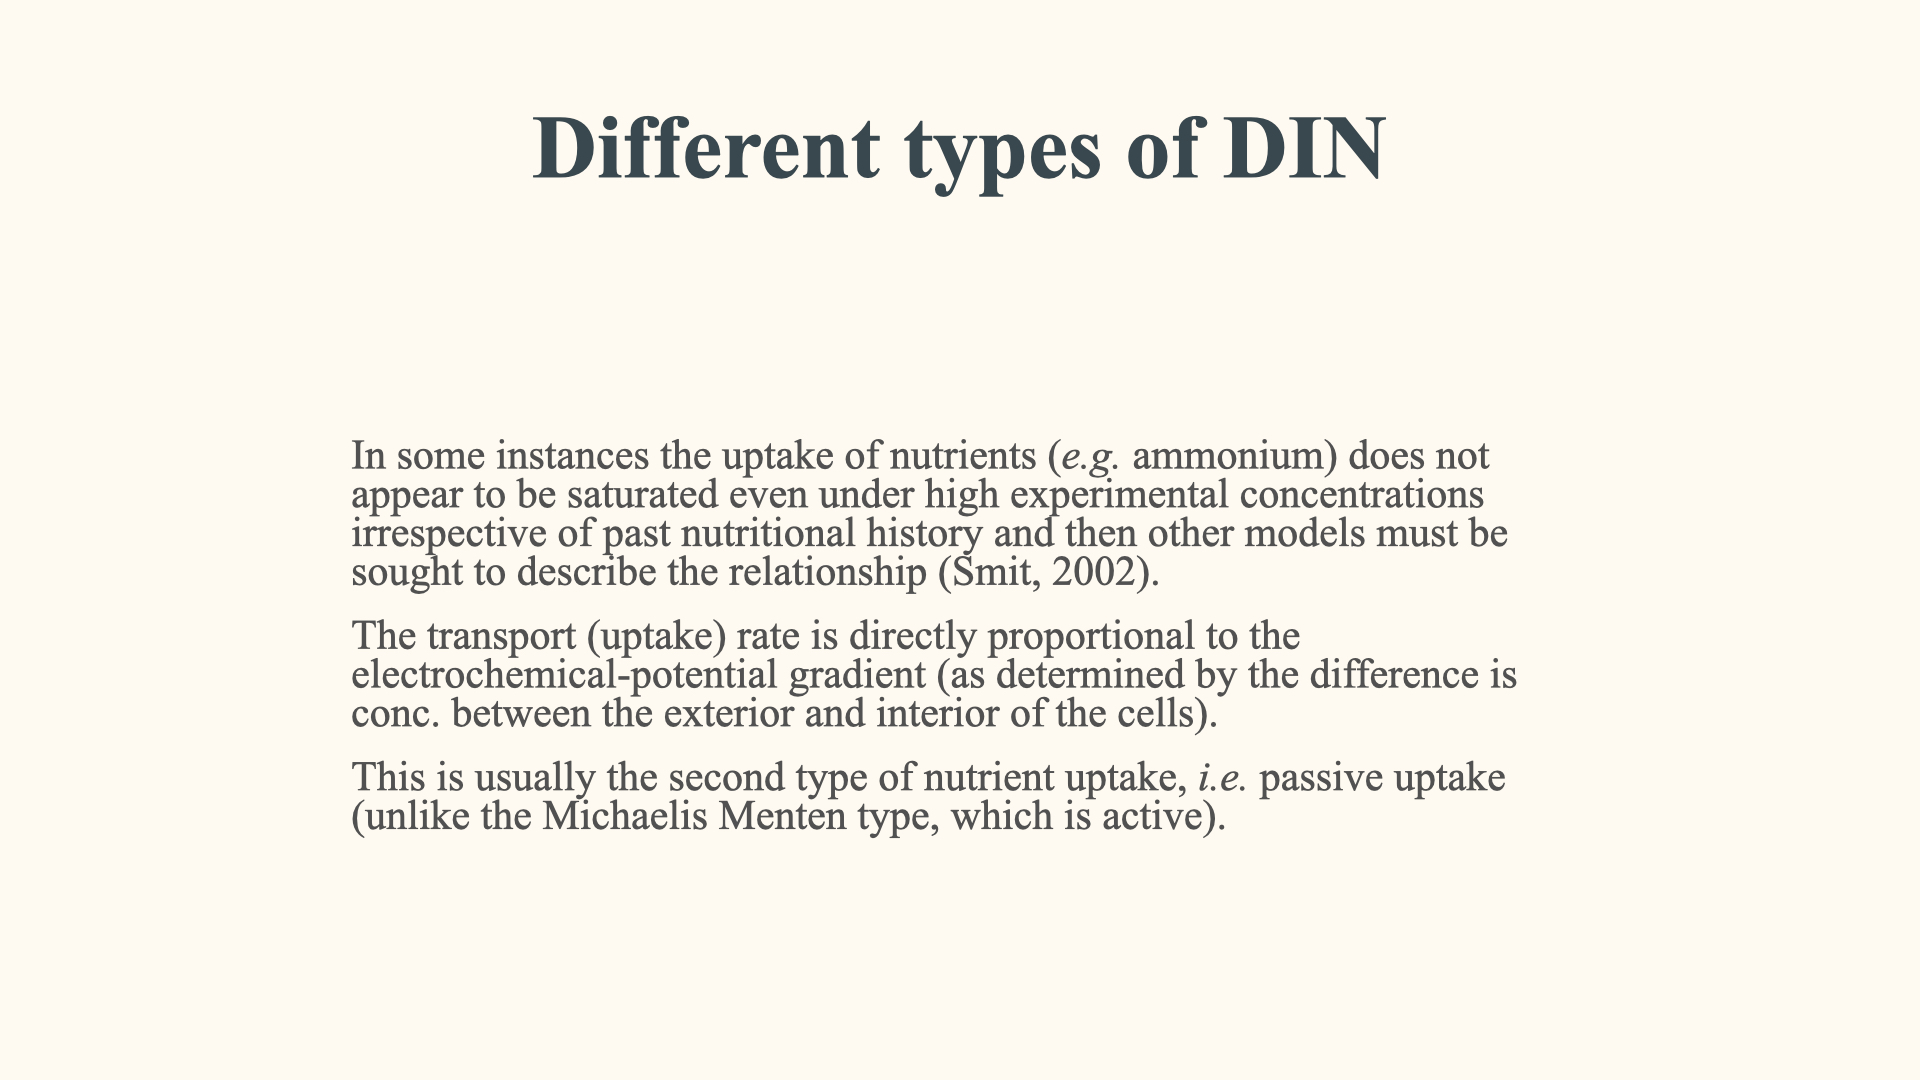 Different types of DIN
In some instances the uptake of nutrients (e.g. ammonium) does not
appear to be saturated even under high experimental concentrations
irrespective of past nutritional history and then other models must be
sought to describe the relationship (Smit, 2002).
The transport (uptake) rate is directly proportional to the
electrochemical-potential gradient (as determined by the difference is
conc. between the exterior and interior of the cells).
This is usually the second type of nutrient uptake, i.e. passive uptake
(unlike the Michaelis Menten type, which is active).